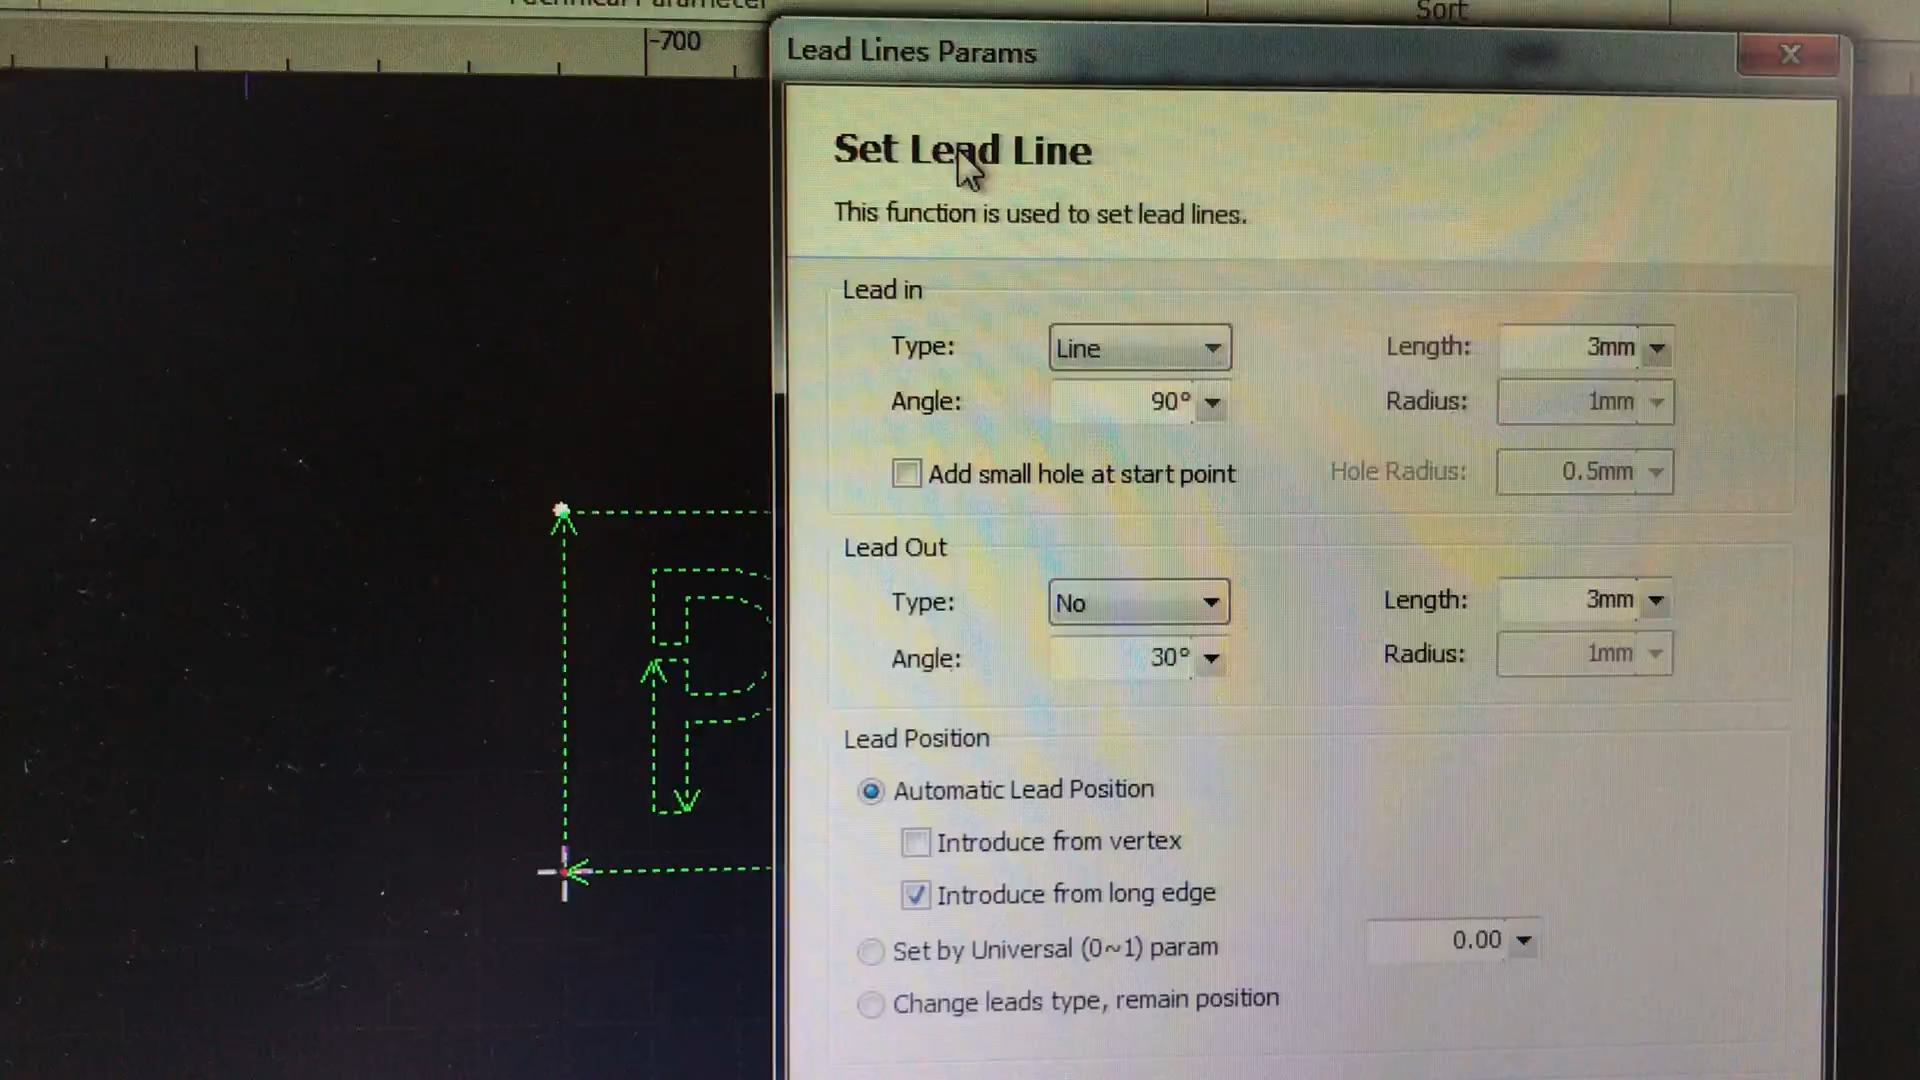 Technical Parameter
Sort
-700
Lead Lines Params
Set Lead Line
This function is used to set lead lines.
Lead in
Type: Line Length: 3mm
Angle: 90° Radius: 1mm
Add small hole at start point Hole Radius: 0.5mm
Lead Out
Type: No Length: 3mm
Angle: 30° Radius: 1mm
Lead Position
Automatic Lead Position
Introduce from vertex
Introduce from long edge
Set by Universal (0~1) param 0.00
Change leads type, remain position
P